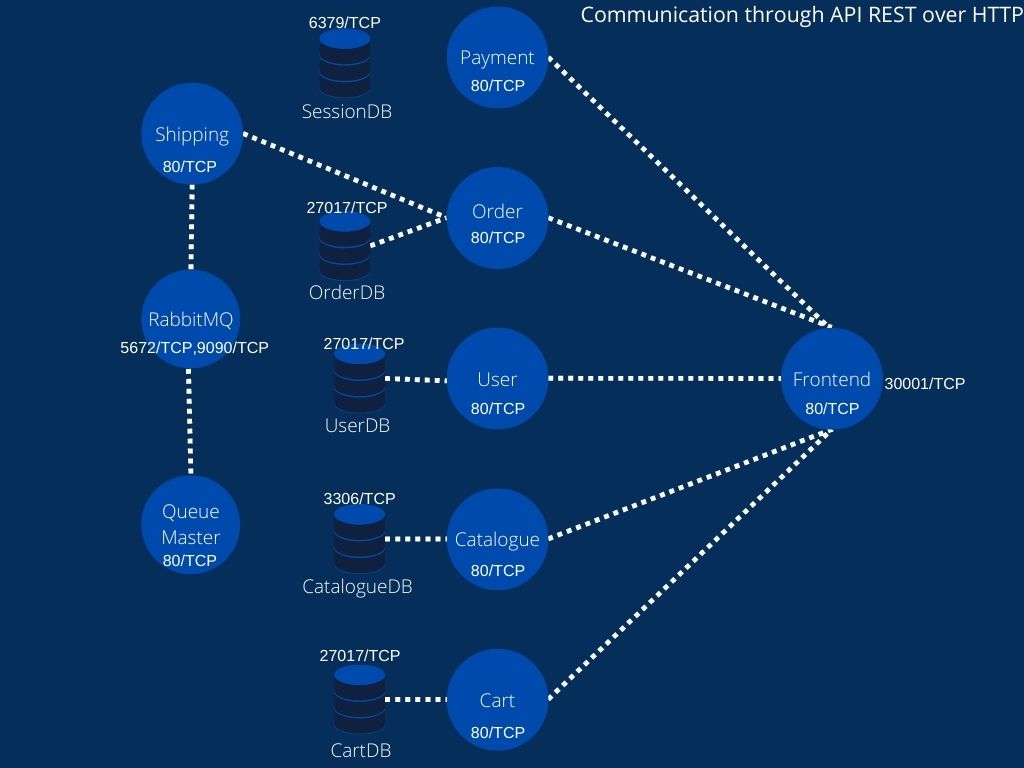 Communication through API REST over HTTP
6379/TCP
SessionDB
Payment
80/TCP
Shipping
80/TCP
27017/TCP
OrderDB
Order
80/TCP
RabbitMQ
5672/TCP,9090/TCP
27017/TCP
UserDB
User
80/TCP
Frontend
80/TCP
30001/TCP
Queue
Master
80/TCP
3306/TCP
CatalogueDB
Catalogue
80/TCP
27017/TCP
CartDB
Cart
80/TCP